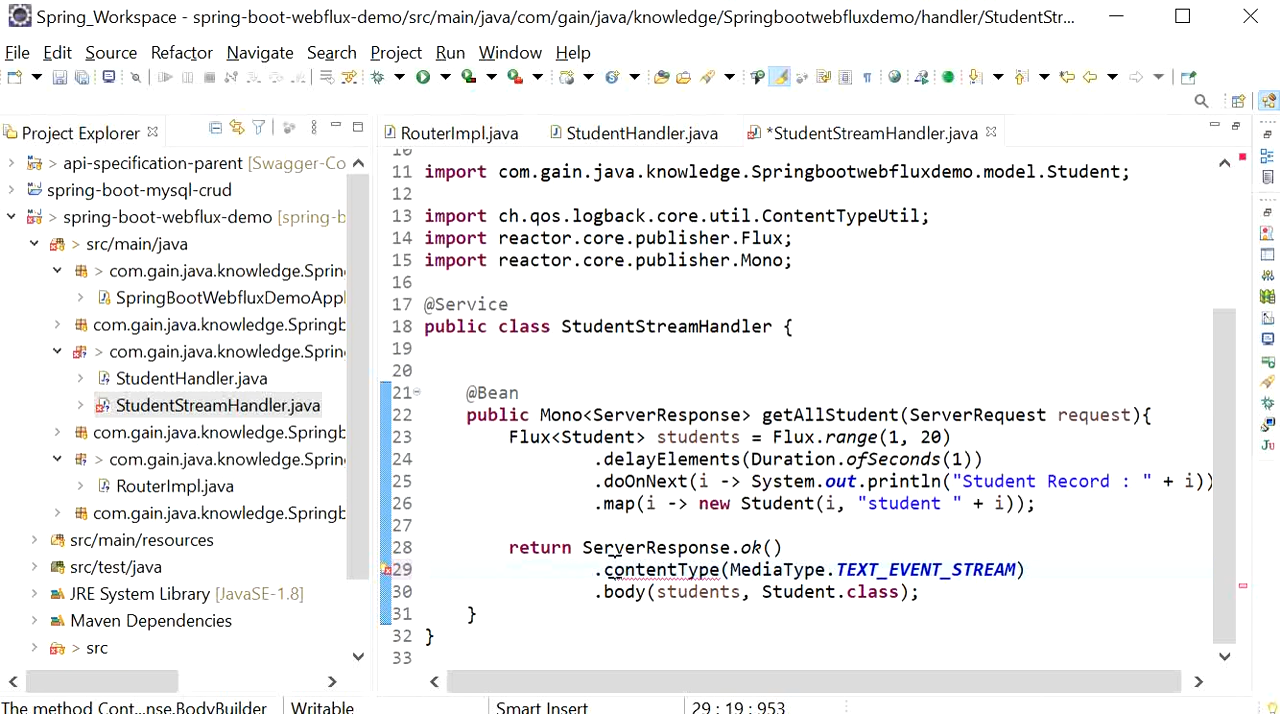 Spring_Workspace - spring-boot-webflux-demo/src/main/java/com/gain/java/knowledge/Springbootwebfluxdemo/handler/StudentStr...
File Edit Source Refactor Navigate Search Project Run Window Help
Project Explorer
RouterImpl.java StudentHandler.java *StudentStreamHandler.java
> api-specification-parent [Swagger-Co
spring-boot-mysql-crud
> spring-boot-webflux-demo [spring-b
> src/main/java
> com.gain.java.knowledge.Sprin
SpringBootWebfluxDemoAppl
com.gain.java.knowledge.Springb
> com.gain.java.knowledge.Sprin
StudentHandler.java
StudentStreamHandler.java
com.gain.java.knowledge.Springb
> com.gain.java.knowledge.Sprin
RouterImpl.java
com.gain.java.knowledge.Springb
src/main/resources
src/test/java
JRE System Library [JavaSE-1.8]
Maven Dependencies
> src
10
11 import com.gain.java.knowledge.Springbootwebfluxdemo.model.Student;
12
13 import ch.qos.logback.core.util.ContentTypeUtil;
14 import reactor.core.publisher.Flux;
15 import reactor.core.publisher.Mono;
16
17 @Service
18 public class StudentStreamHandler {
19
20
21 @Bean
22 public Mono<ServerResponse> getAllStudent(ServerRequest request){
23 Flux<Student> students = Flux.range(1, 20)
24 .delayElements(Duration.ofSeconds(1))
25 .doOnNext(i -> System.out.println("Student Record : " + i))
26 .map(i -> new Student(i, "student " + i));
27
28 return ServerResponse.ok()
29 .contentType(MediaType.TEXT_EVENT_STREAM)
30 .body(students, Student.class);
31 }
32 }
33
The method Cont...nse.BodyBuilder Writable Smart Insert 29 : 19 : 953